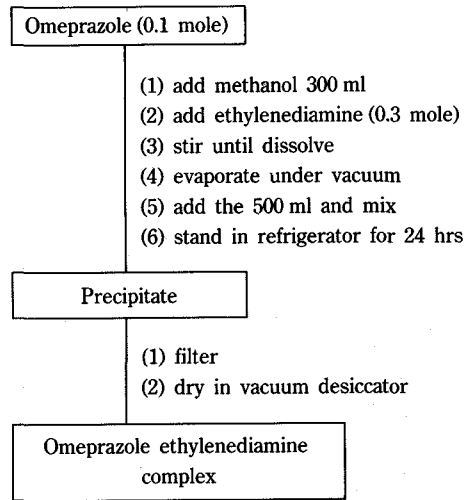 Omeprazole (0.1 mole)
(1) add methanol 300 ml
(2) add ethylenediamine (0.3 mole)
(3) stir until dissolve
(4) evaporate under vacuum
(5) add the 500 ml and mix
(6) stand in refrigerator for 24 hrs
Precipitate
(1) filter
(2) dry in vacuum desiccator
Omeprazole ethylenediamine
complex